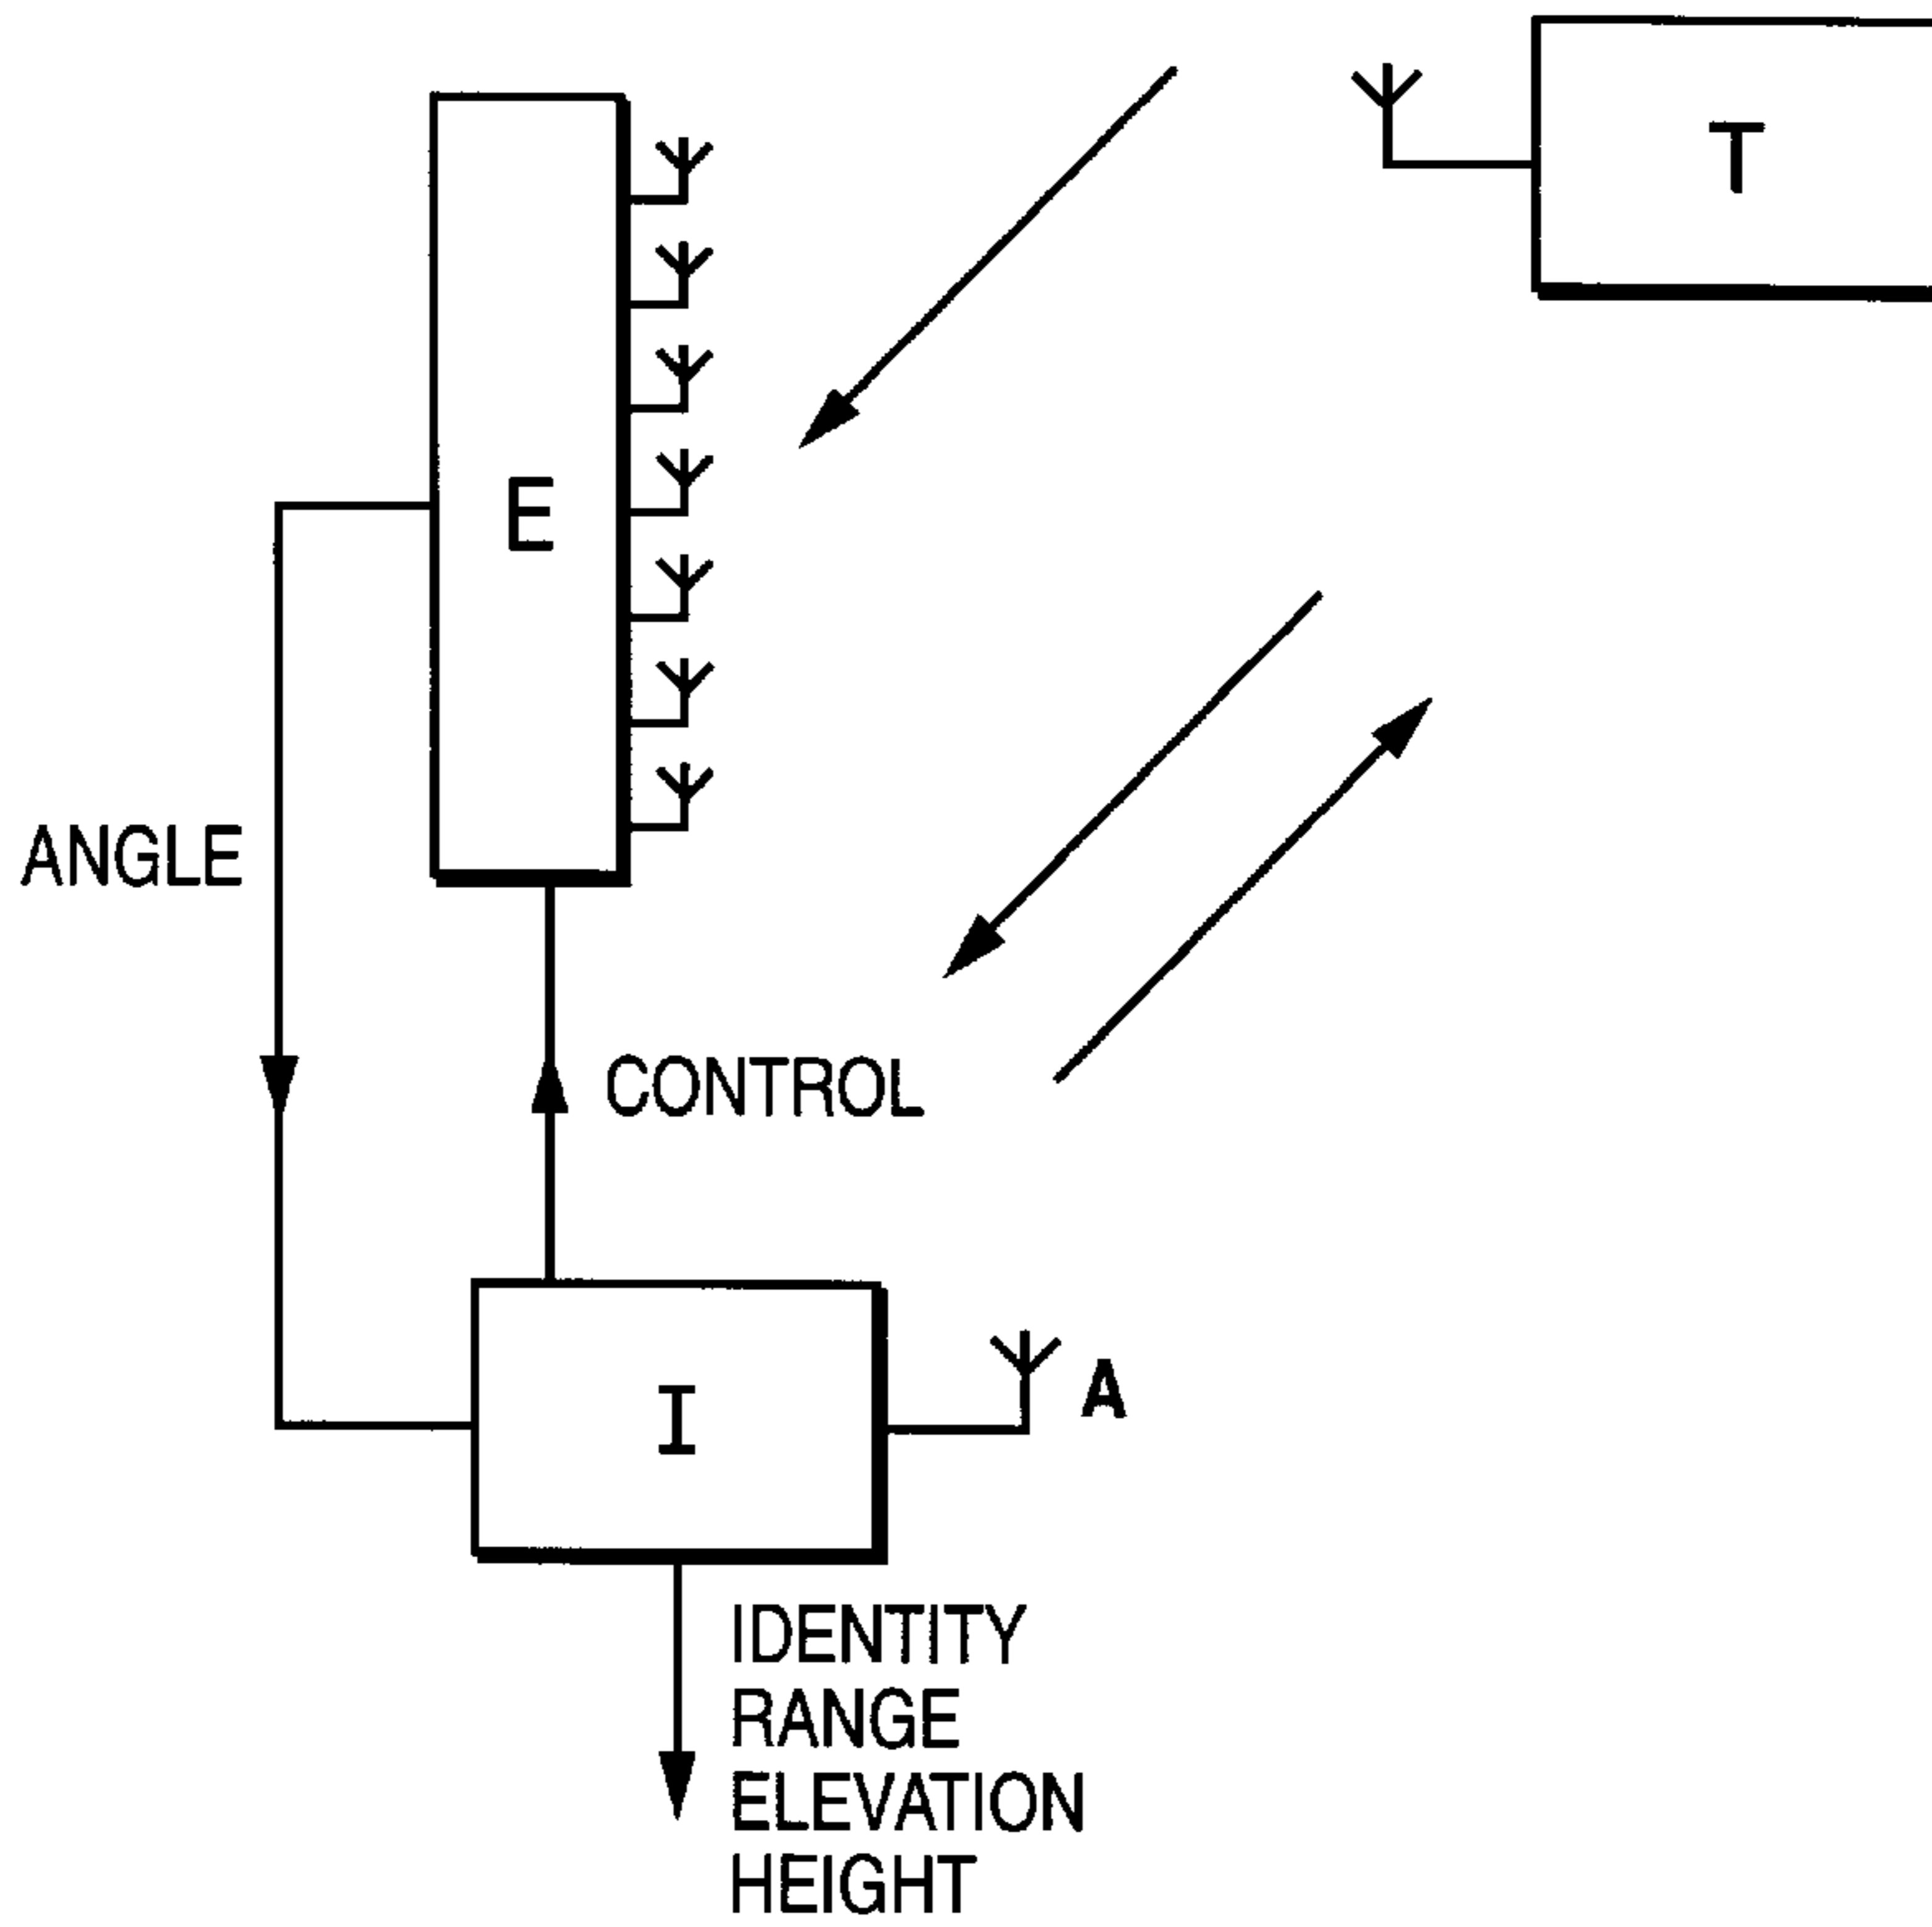 T
E
ANGLE
CONTROL
I
A
IDENTITY
RANGE
ELEVATION
HEIGHT